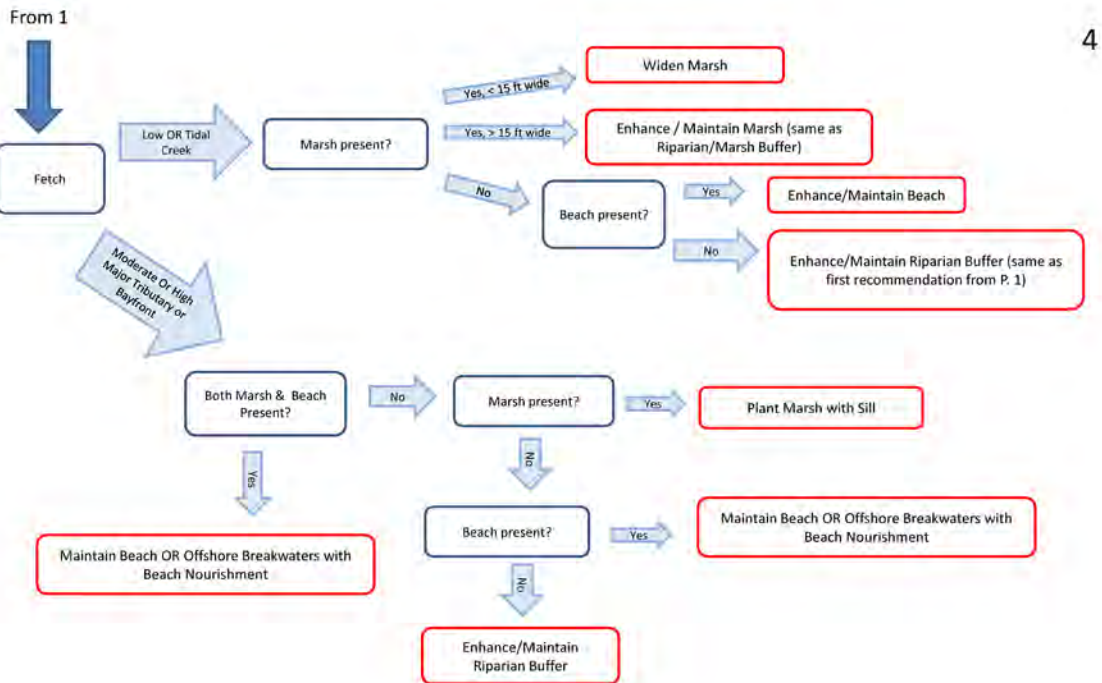 From 1
4
Fetch
Low OR Tidal
Creek
Marsh present?
Yes, < 15 ft wide
Widen Marsh
Yes, > 15 ft wide
Enhance / Maintain Marsh (same as
Riparian/Marsh Buffer)
No
Beach present?
Yes
Enhance/Maintain Beach
No
Enhance/Maintain Riparian Buffer (same as
first recommendation from P. 1)
Moderate Or High
Major Tributary or
Bayfront
Both Marsh & Beach
Present?
No
Marsh present?
Yes
Plant Marsh with Sill
Yes
Maintain Beach OR Offshore Breakwaters with
Beach Nourishment
No
Beach present?
Yes
Maintain Beach OR Offshore Breakwaters with
Beach Nourishment
No
Enhance/Maintain
Riparian Buffer